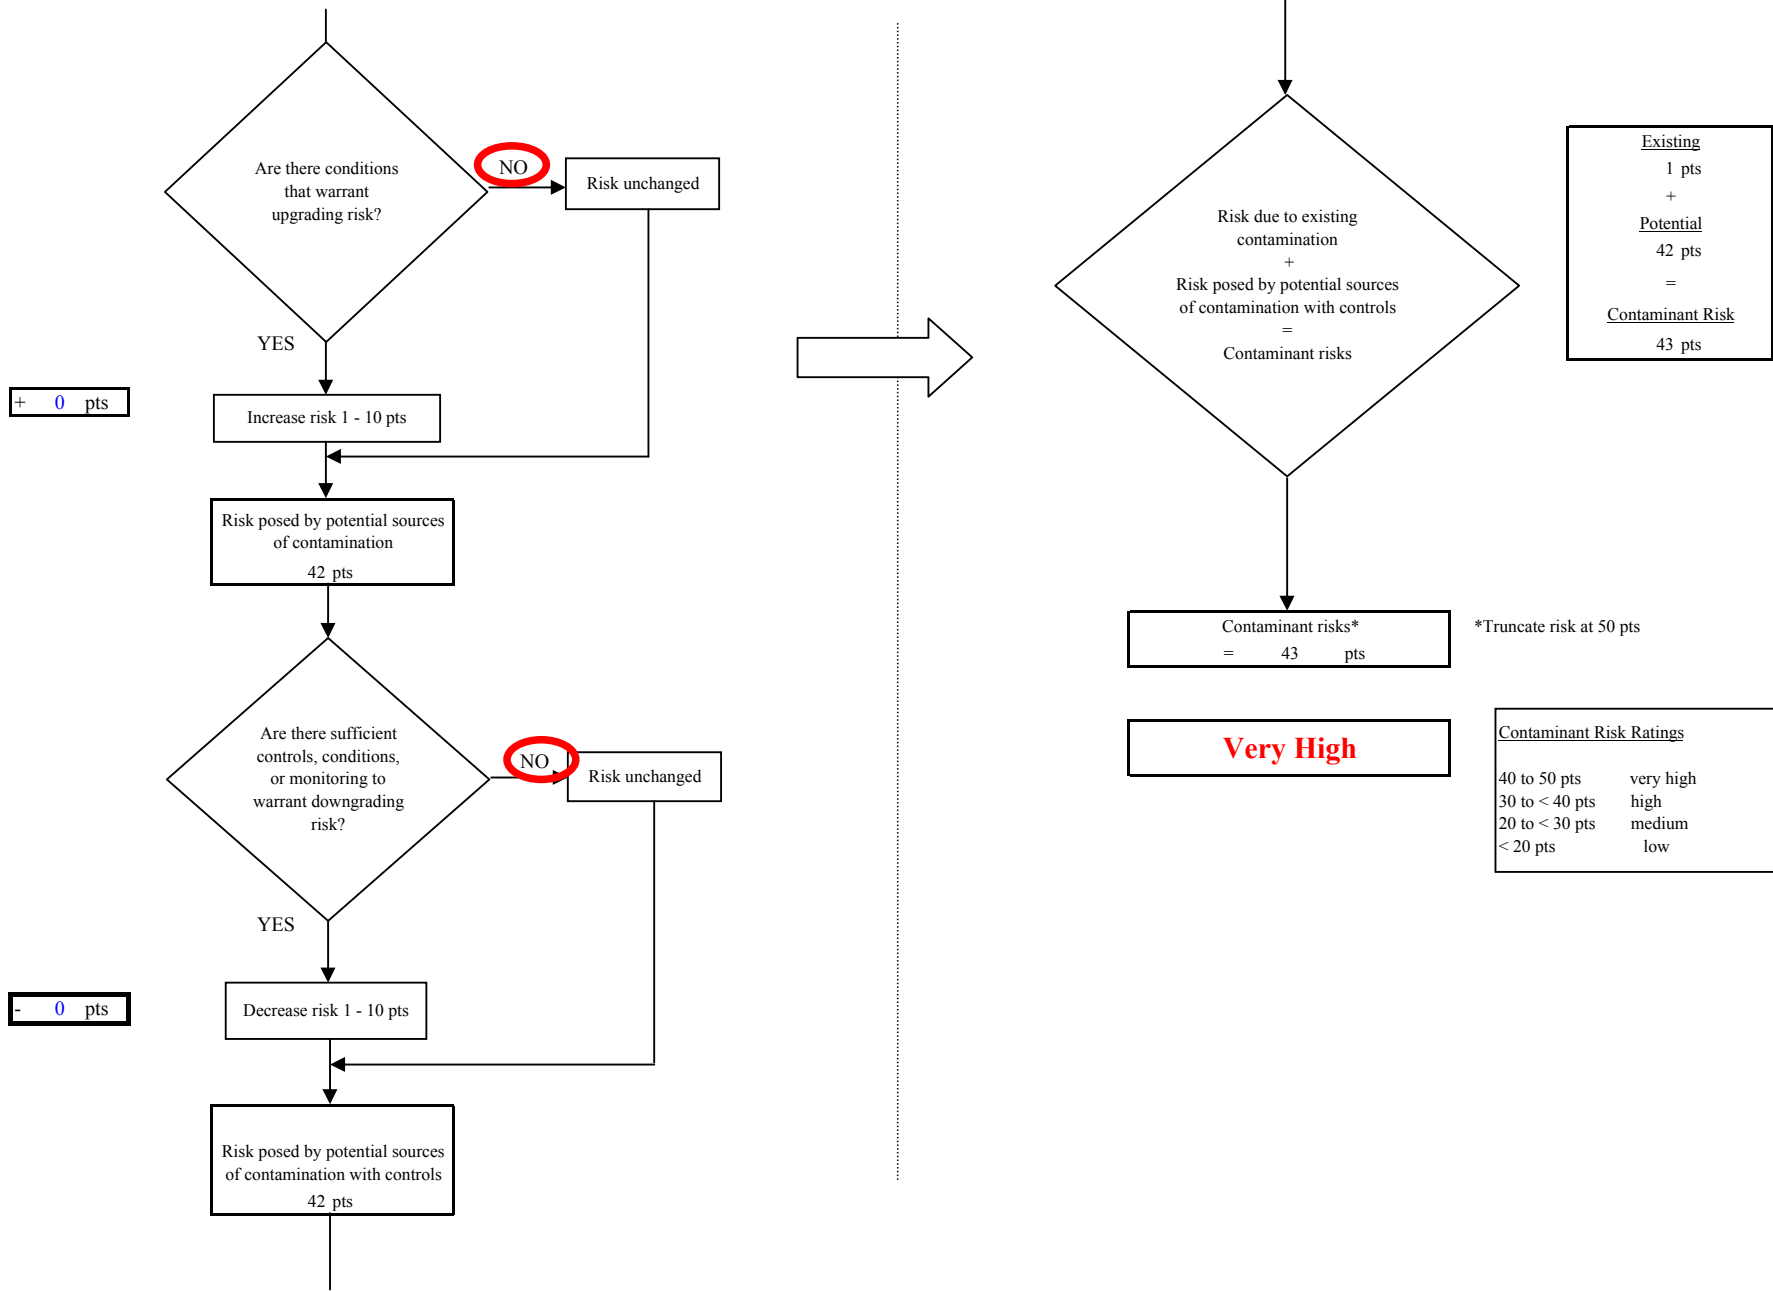 Are there conditions
that warrant
upgrading risk?
NO
Risk unchanged
YES
+ 0 pts
Increase risk 1 - 10 pts
Risk posed by potential sources
of contamination
42 pts
Are there sufficient
controls, conditions,
or monitoring to
warrant downgrading
risk?
NO
Risk unchanged
YES
- 0 pts
Decrease risk 1 - 10 pts
Risk posed by potential sources
of contamination with controls
42 pts
Risk due to existing
contamination
+
Risk posed by potential sources
of contamination with controls
=
Contaminant risks
Existing
1 pts
+
Potential
42 pts
=
Contaminant Risk
43 pts
Contaminant risks*
= 43 pts
*Truncate risk at 50 pts
Very High
Contaminant Risk Ratings
40 to 50 pts very high
30 to < 40 pts high
20 to < 30 pts medium
< 20 pts low